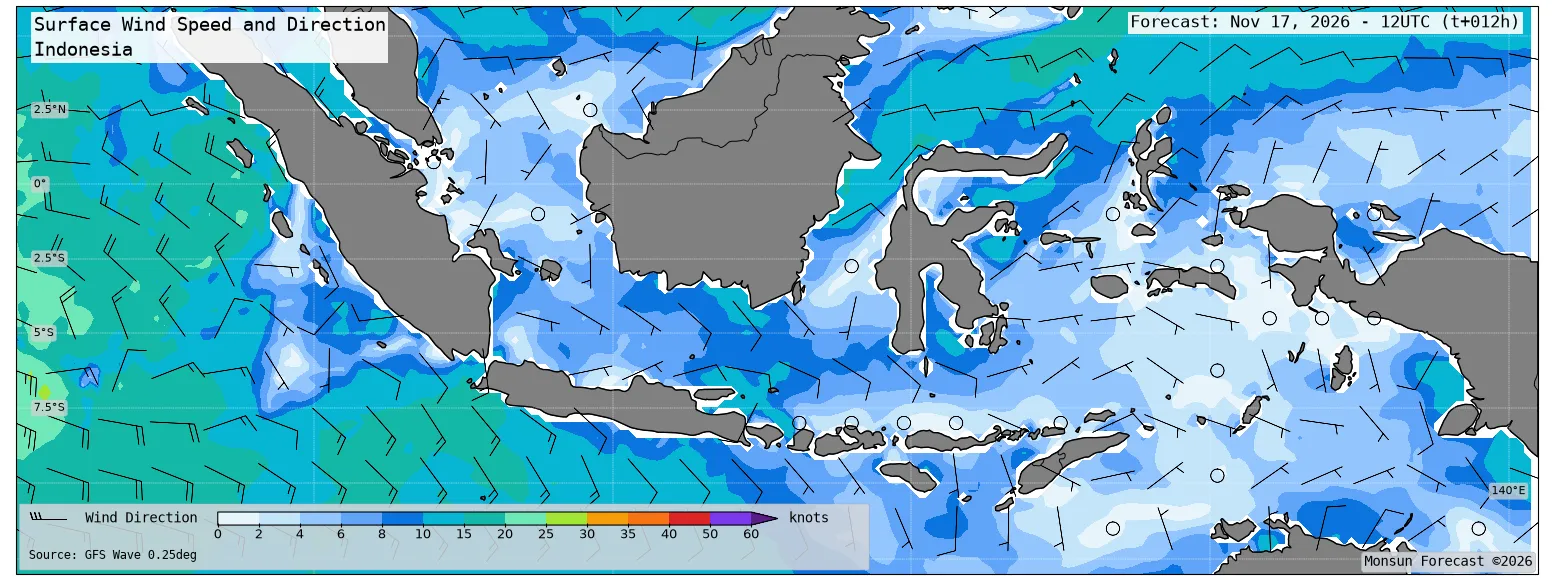 Surface Wind Speed and Direction
Indonesia
Forecast: Nov 17, 2026 - 12UTC (t+012h)
2.5°N
0°
2.5°S
5°S
7.5°S
140°E
Wind Direction
0 2 4 6 8 10 15 20 25 30 35 40 50 60
knots
Source: GFS Wave 0.25deg
Monsun Forecast ©2026